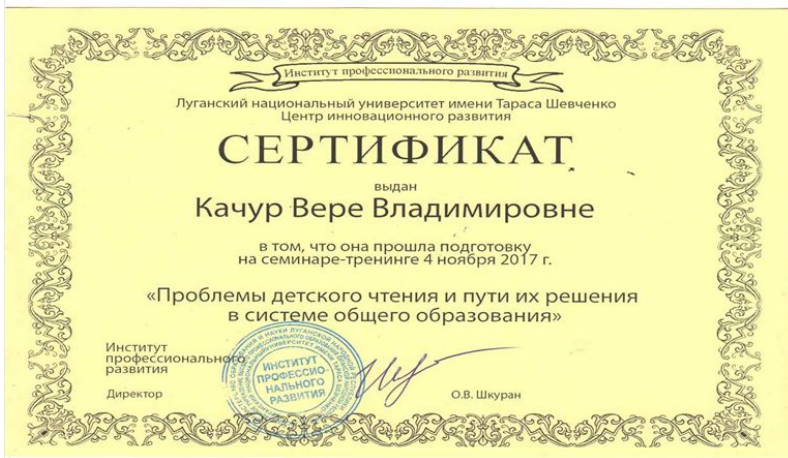 Институт профессионального развития
Луганский национальный университет имени Тараса Шевченко
Центр инновационного развития
СЕРТИФИКАТ
выдан
Качур Вере Владимировне
в том, что она прошла подготовку
на семинаре-тренинге 4 ноября 2017 г.
«Проблемы детского чтения и пути их решения
в системе общего образования»
Институт
профессионального
развития
Директор
ИНСТИТУТ
ПРОФЕССИО-
НАЛЬНОГО
РАЗВИТИЯ
О.В. Шкуран